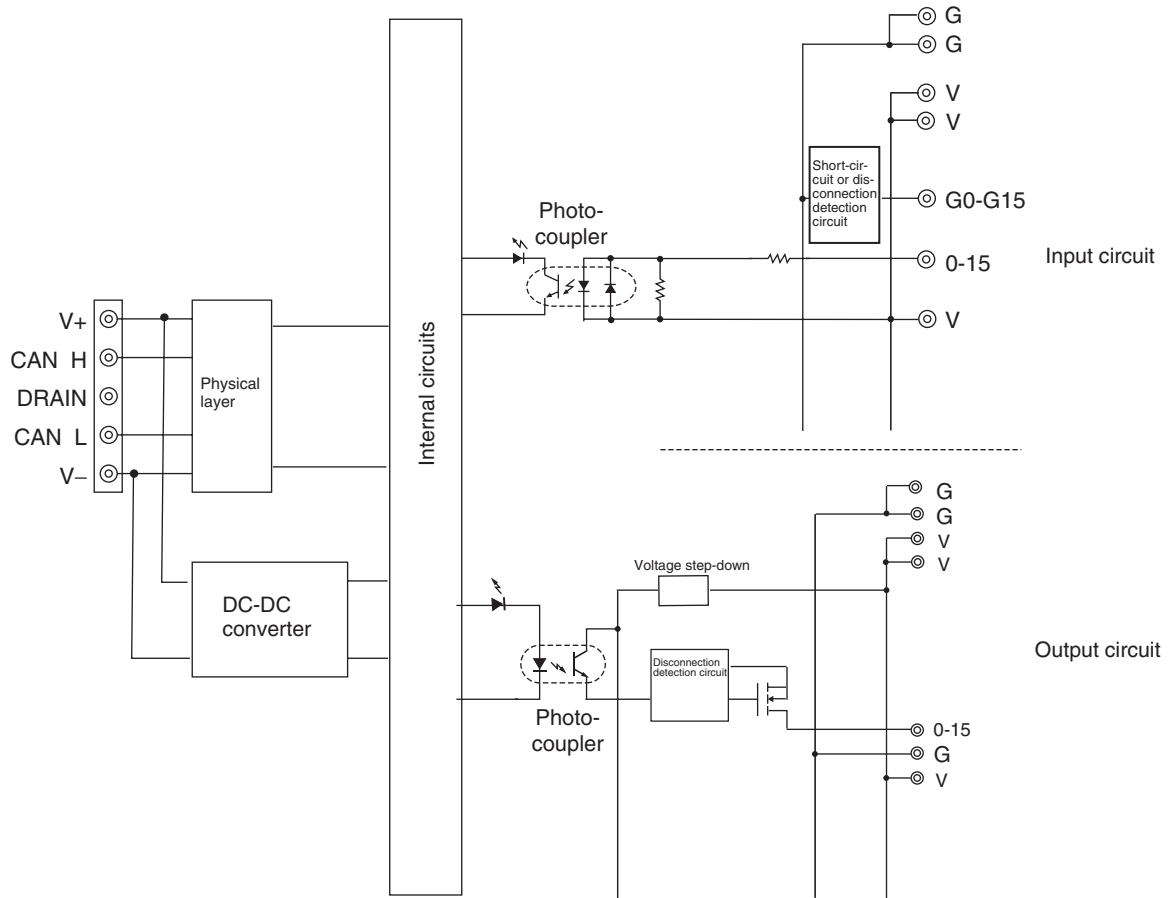 G
G
V
V
Short-cir-
cuit or dis-
connection
detection
circuit
G0-G15
Photo-
coupler
0-15
Input circuit
V
V+
CAN H
DRAIN
CAN L
V–
Physical
layer
Internal circuits
DC-DC
converter
G
G
V
V
Voltage step-down
Disconnection
detection circuit
Output circuit
Photo-
coupler
0-15
G
V